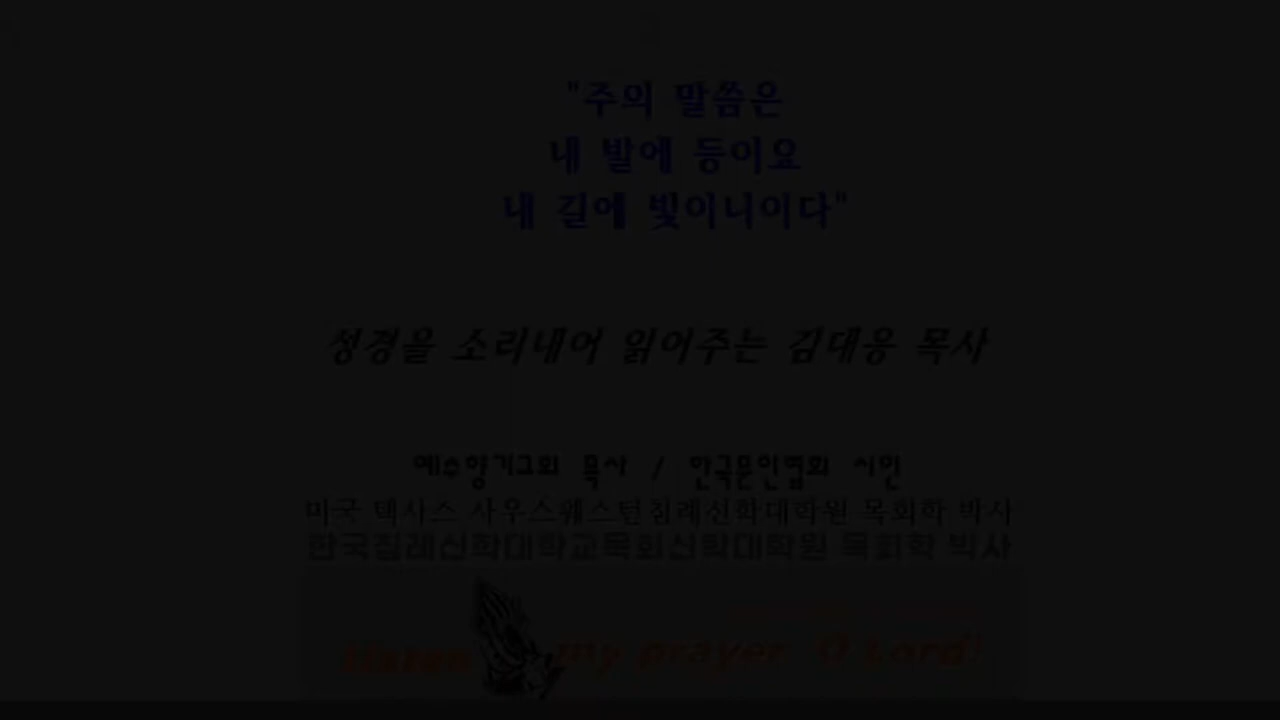 "주의 말씀은
내 발에 등이요
내 길에 빛이니이다"
성경을 소리내어 읽어주는 김대응 목사
예수향기교회 목사 / 한국문인협회 시인
미국 텍사스 사우스웨스턴침례신학대학원 목회학 박사
한국침례신학대학교목회신학대학원 목회학 박사
my prayer O Lord!